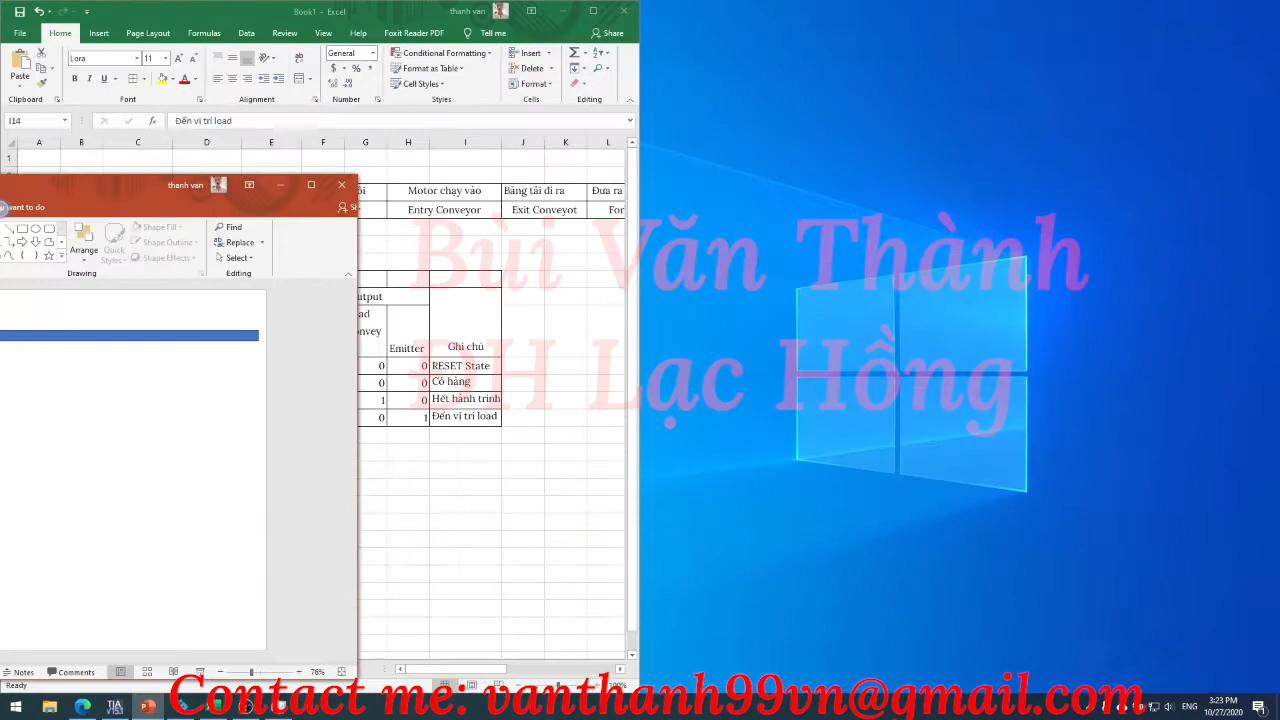 Book1 - Excel
thanh van
File Home Insert Page Layout Formulas Data Review View Help Foxit Reader PDF Tell me Share
Paste
Lora 11
General
Conditional Formatting
Format as Table
Cell Styles
Insert
Delete
Format
Clipboard Font Alignment Number Styles Cells Editing
I14 Đến vị trí load
A B C D E F G H I J K L
1
Motor chạy vào Băng tải đi ra Đưa ra
Entry Conveyor Exit Conveyot For
thanh van
want to do
Arrange
Quick Styles
Shape Fill
Shape Outline
Shape Effects
Find
Replace
Select
Drawing Editing
utput
Emitter Ghi chú
0 0 RESET State
0 0 Có hàng
1 0 Hết hành trình
0 1 Đến vị trí load
Bùi Văn Thành
ĐH Lạc Hồng
Notes Comments 76%
Ready 100%
Contact me: vanthanh99vn@gmail.com
ENG
3:23 PM
10/27/2020